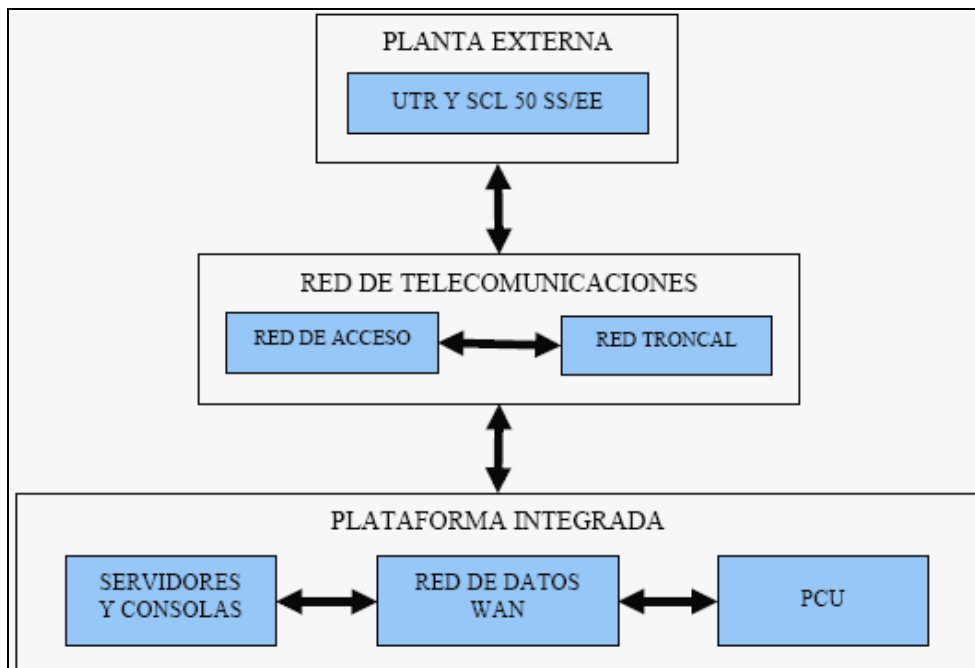 PLANTA EXTERNA
UTR Y SCL 50 SS/EE
RED DE TELECOMUNICACIONES
RED DE ACCESO
RED TRONCAL
PLATAFORMA INTEGRADA
SERVIDORES
Y CONSOLAS
RED DE DATOS
WAN
PCU